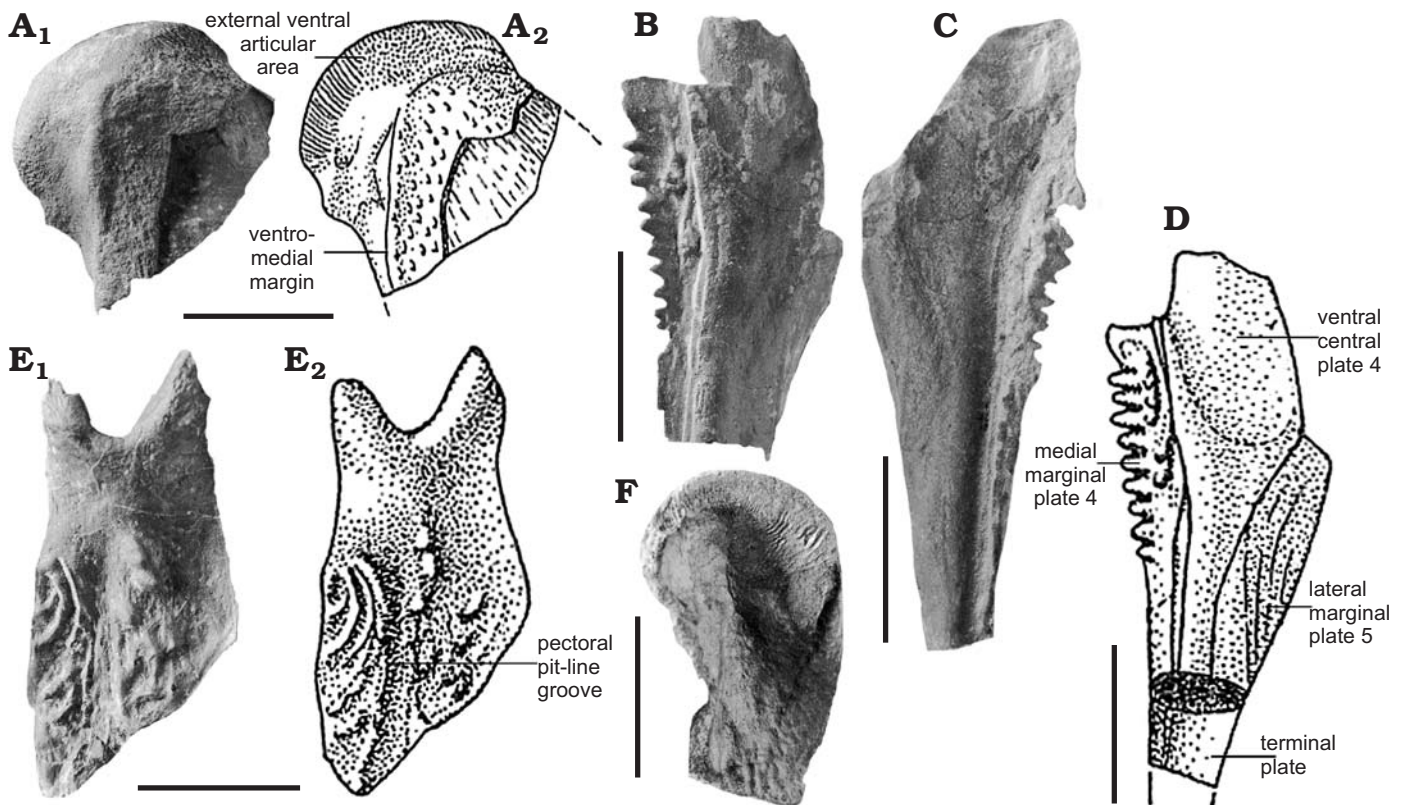 A1
external ventral
articular
area
A2
ventro-
medial
margin
B
C
D
ventral
central
plate 4
medial
marginal
plate 4
lateral
marginal
plate 5
terminal
plate
E1
E2
pectoral
pit-line
groove
F